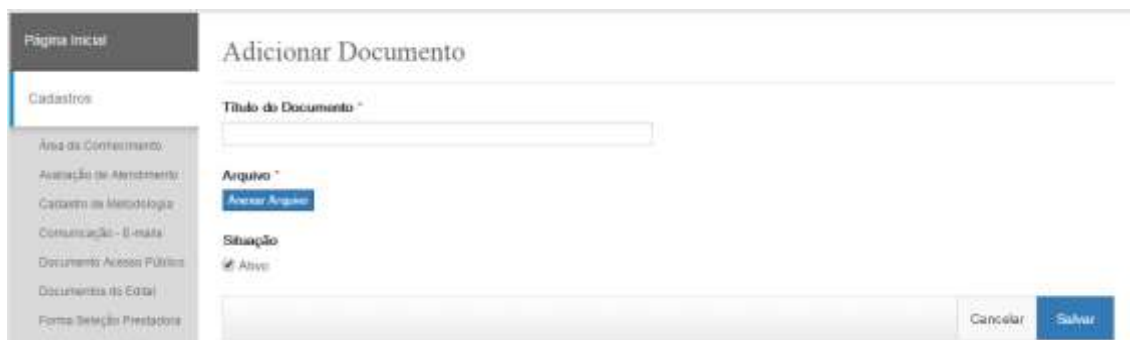 Página Inicial
Cadastros
Área de Conhecimento
Avaliação de Atendimento
Cadastro de Metodologia
Comunicação - E-mails
Documento Acesso Público
Documentos do Edital
Forma Seleção Prestadora
Adicionar Documento
Título do Documento *
Arquivo *
Anexar Arquivo
Situação
Ativo
Cancelar Salvar